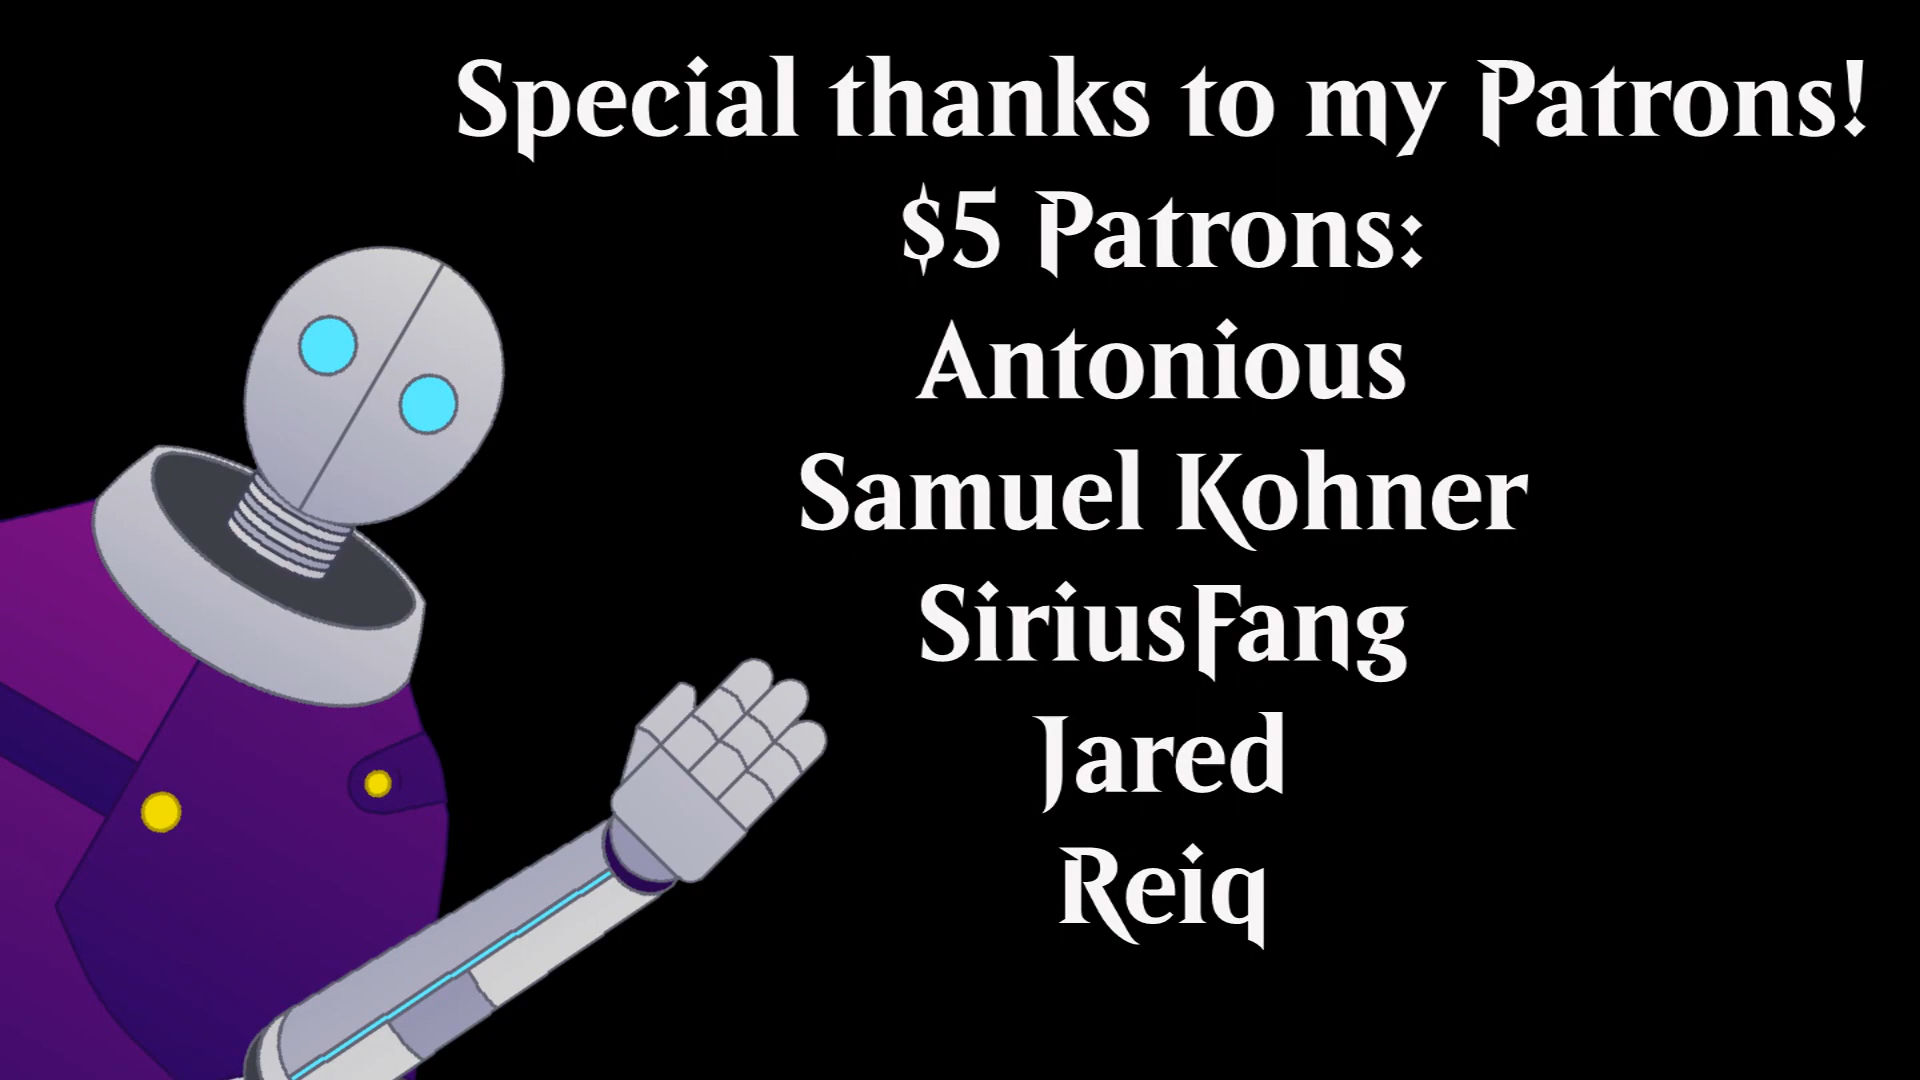 Special thanks to my Patrons!
$5 Patrons:
Antonious
Samuel Kohner
SiriusFang
Jared
Reiq